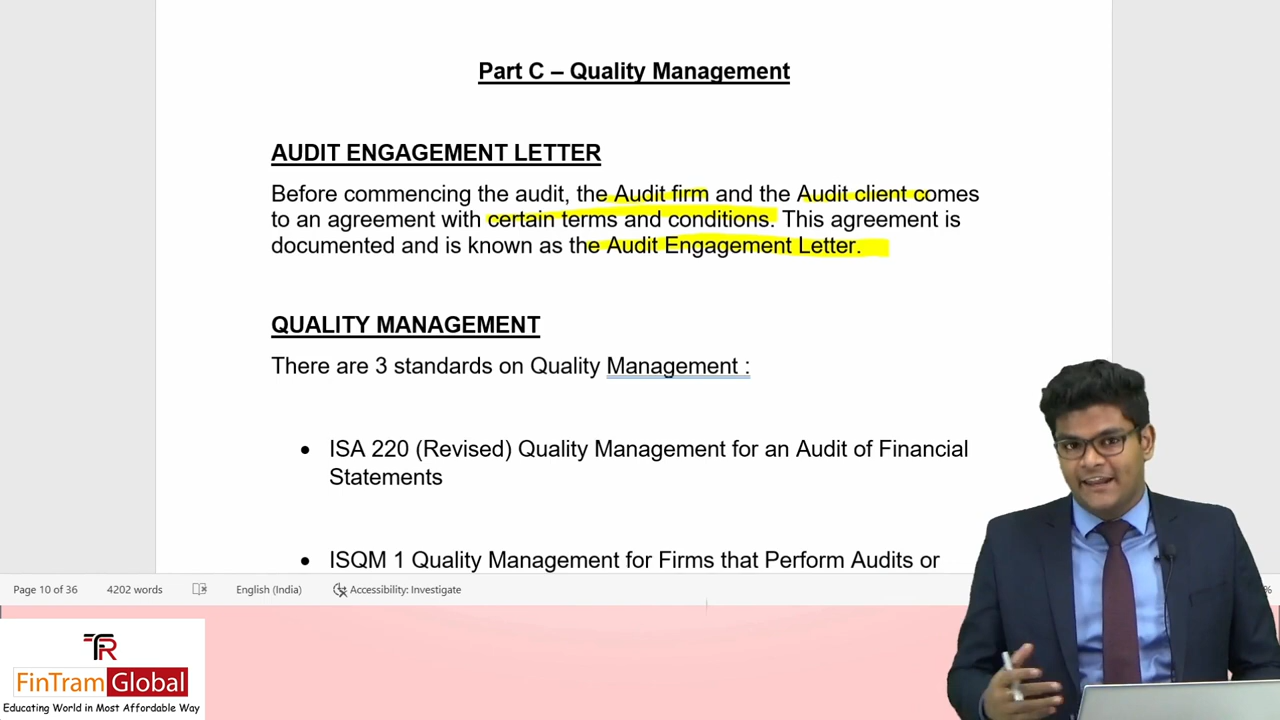 Part C – Quality Management
AUDIT ENGAGEMENT LETTER
Before commencing the audit, the Audit firm and the Audit client comes
to an agreement with certain terms and conditions. This agreement is
documented and is known as the Audit Engagement Letter.
QUALITY MANAGEMENT
There are 3 standards on Quality Management :
• ISA 220 (Revised) Quality Management for an Audit of Financial
Statements
• ISQM 1 Quality Management for Firms that Perform Audits or
Page 10 of 36 4202 words English (India) Accessibility: Investigate %
FinTram Global
Educating World in Most Affordable Way